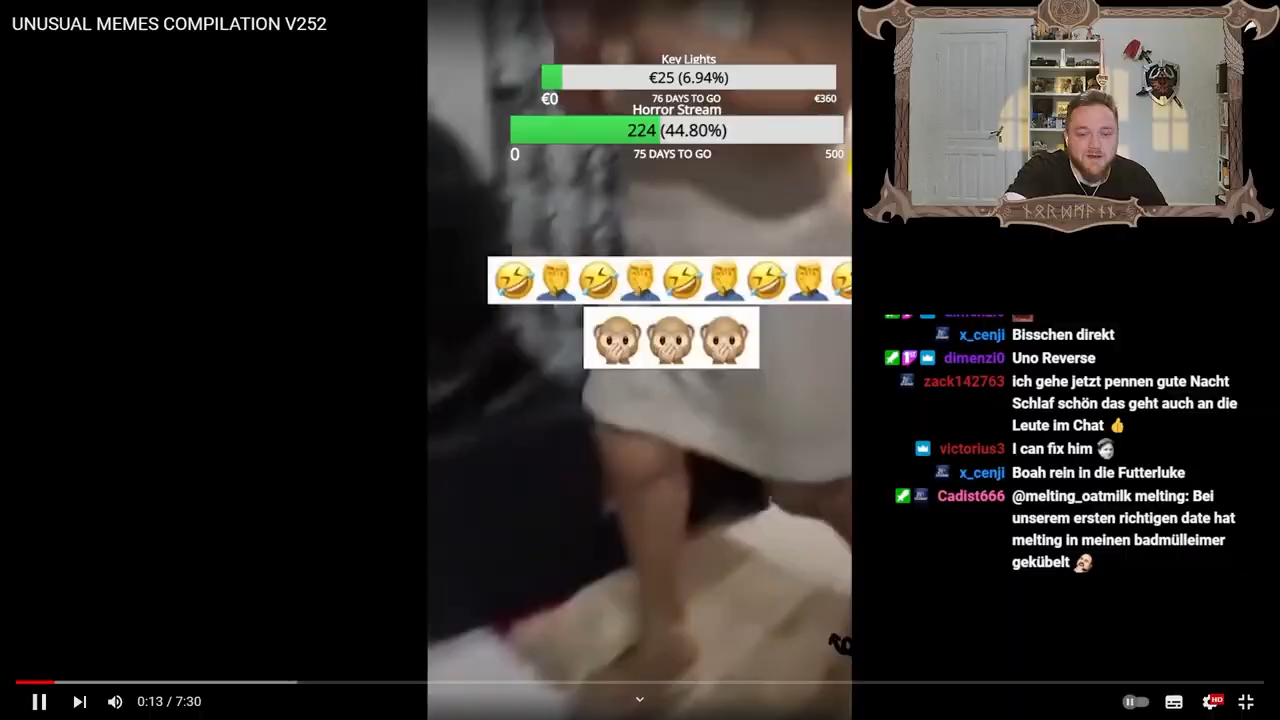 UNUSUAL MEMES COMPILATION V252
Key Lights
€25 (6.94%)
€0 76 DAYS TO GO €360
Horror Stream
224 (44.80%)
0 75 DAYS TO GO 500
x_cenji Bisschen direkt
dimenzi0 Uno Reverse
zack142763 ich gehe jetzt pennen gute Nacht
Schlaf schön das geht auch an die
Leute im Chat 👍
victorius3 I can fix him
x_cenji Boah rein in die Futterluke
Cadist666 @melting_oatmilk melting: Bei
unserem ersten richtigen date hat
melting in meinen badmülleimer
gekübelt
0:13 / 7:30
HD